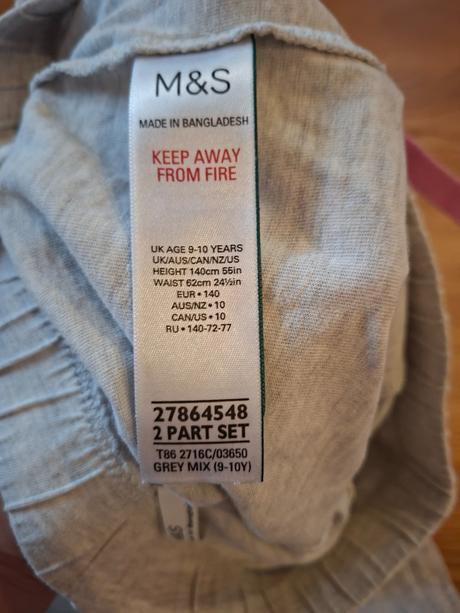 M&S
MADE IN BANGLADESH
KEEP AWAY
FROM FIRE
UK AGE 9-10 YEARS
UK/AUS/CAN/NZ/US
HEIGHT 140cm 55in
WAIST 62cm 24½in
EUR • 140
AUS/NZ • 10
CAN/US • 10
RU • 140-72-77
27864548
2 PART SET
T86 2716C/03650
GREY MIX (9-10Y)
M&S